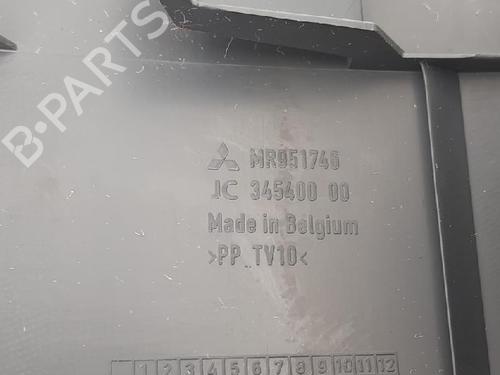 B-PARTS
MR951746
JC 345400 00
Made in Belgium
>PP TV10<
1 2 3 4 5 6 7 8 9 10 11 12